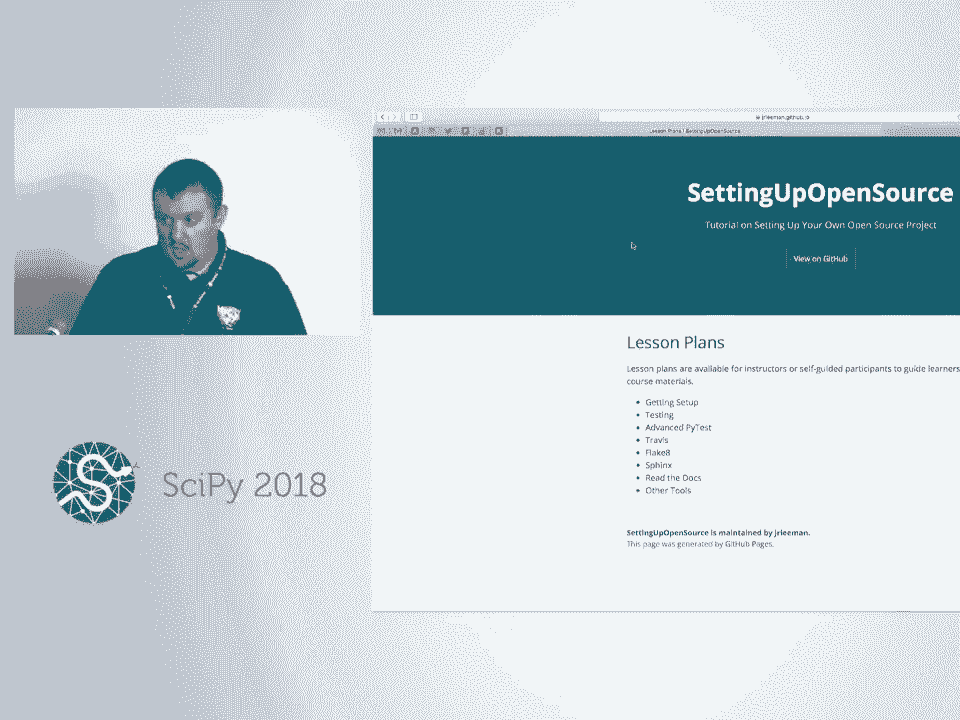 jrleeman.github.io
Lesson Plans | SettingUpOpenSource
SettingUpOpenSource
Tutorial on Setting Up Your Own Open Source Project
View on GitHub
Lesson Plans
Lesson plans are available for instructors or self-guided participants to guide learners
course materials.
Getting Setup
Testing
Advanced PyTest
Travis
Flake8
Sphinx
Read the Docs
Other Tools
SettingUpOpenSource is maintained by jrleeman.
This page was generated by GitHub Pages.
SciPy 2018